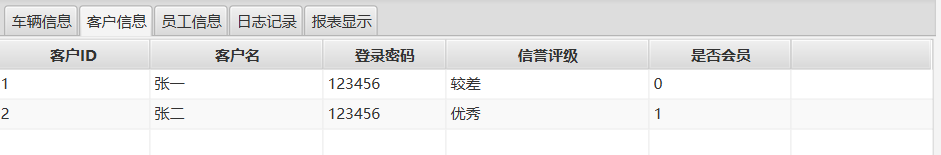 车辆信息 客户信息 员工信息 日志记录 报表显示
客户ID 客户名 登录密码 信誉评级 是否会员
1 张一 123456 较差 0
2 张二 123456 优秀 1